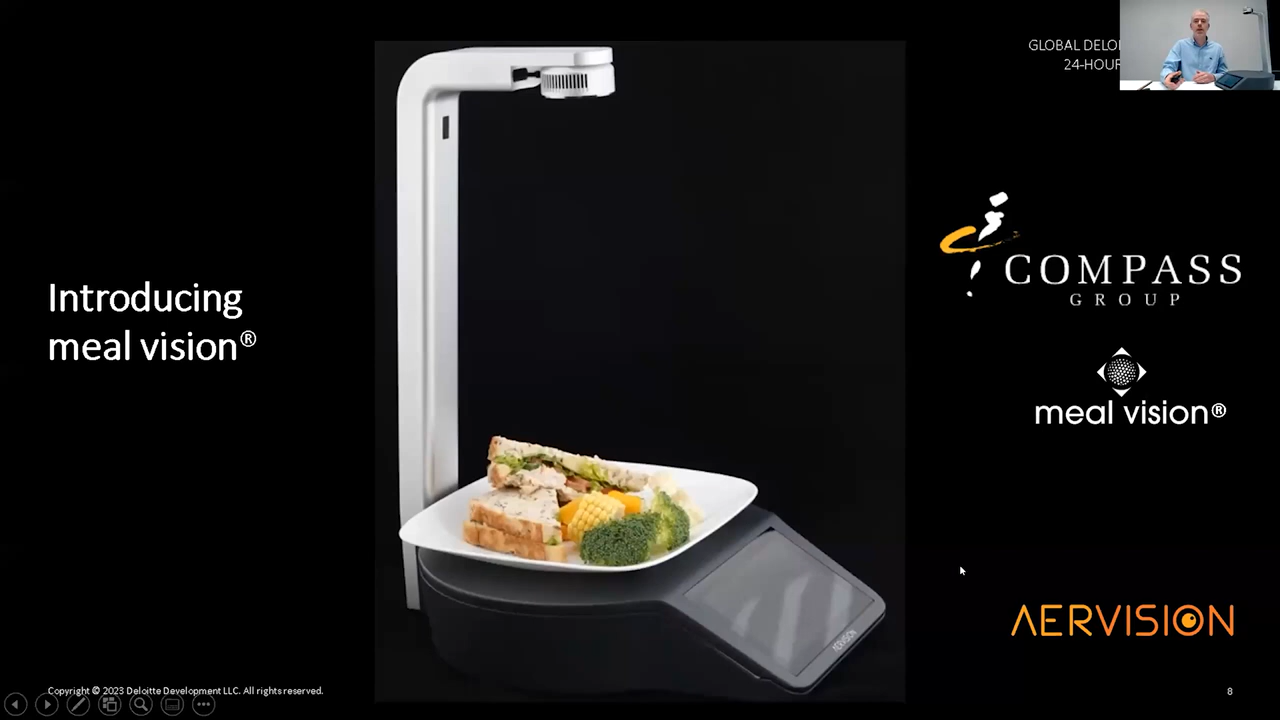 GLOBAL
24-HOUR
Introducing
meal vision®
COMPASS
GROUP
meal vision®
AERVISION
AERVISION
Copyright © 2023 Deloitte Development LLC. All rights reserved.
8